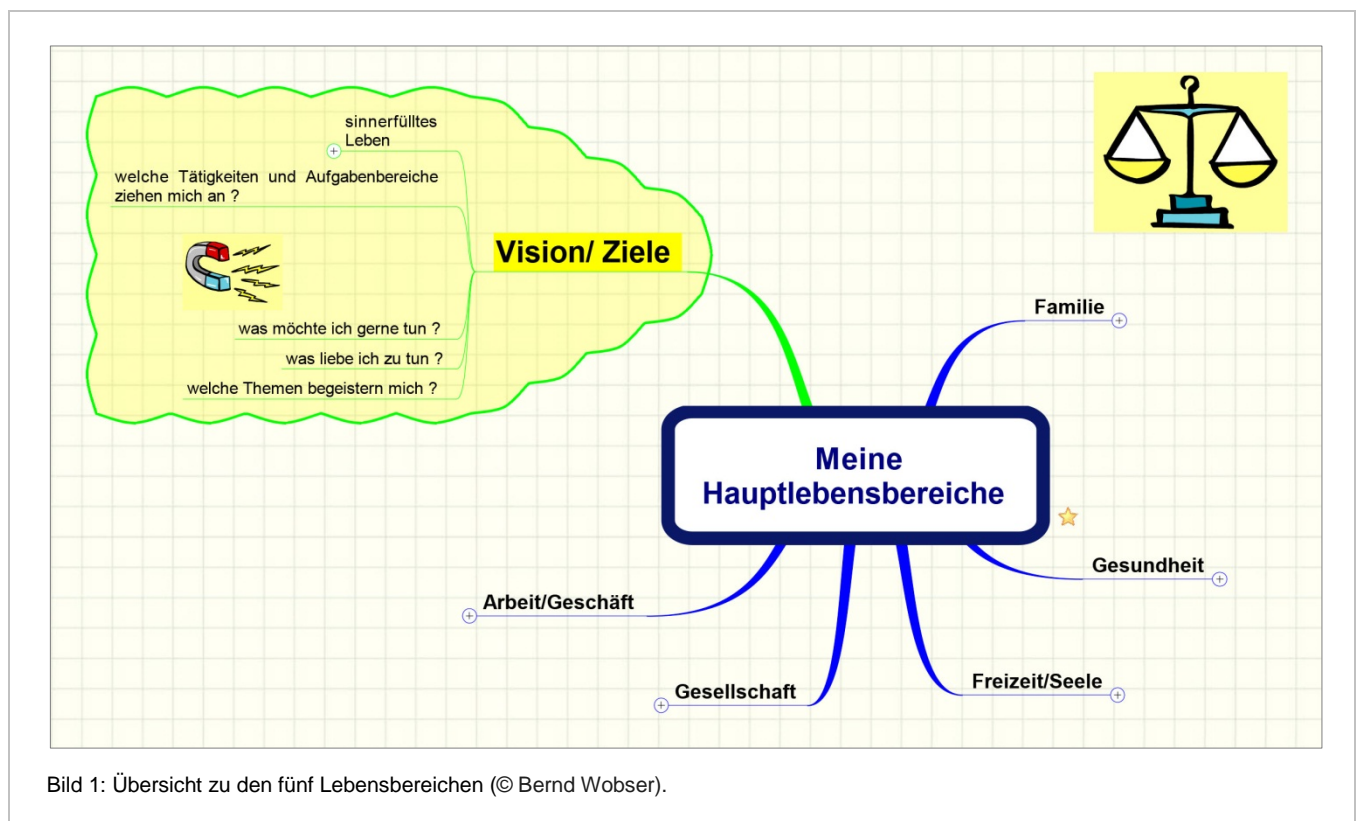 sinnerfülltes
Leben
welche Tätigkeiten und Aufgabenbereiche
ziehen mich an ?
Vision/ Ziele
was möchte ich gerne tun ?
was liebe ich zu tun ?
welche Themen begeistern mich ?
Familie
Meine
Hauptlebensbereiche
Gesundheit
Arbeit/Geschäft
Freizeit/Seele
Gesellschaft
Bild 1: Übersicht zu den fünf Lebensbereichen (© Bernd Wobser).